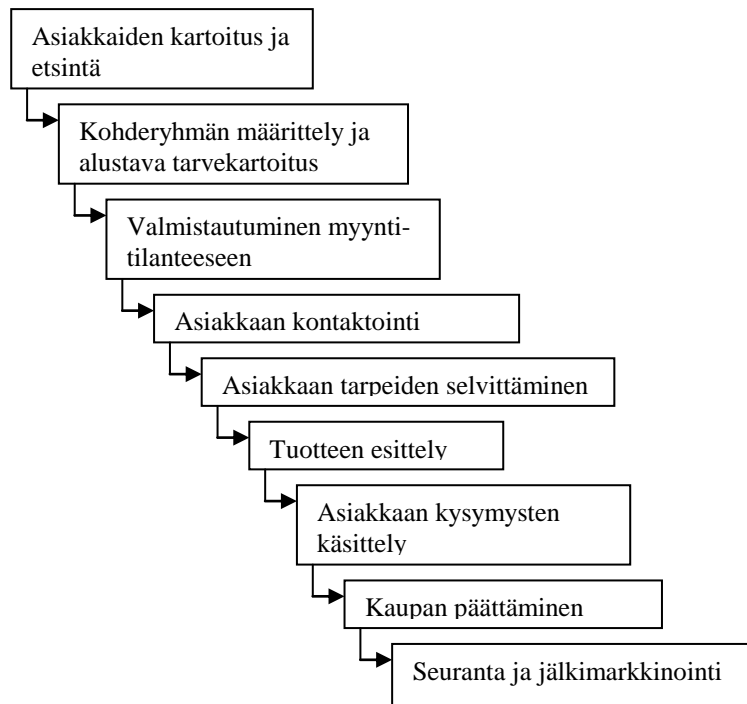 Asiakkaiden kartoitus ja
etsintä
Kohderyhmän määrittely ja
alustava tarvekartoitus
Valmistautuminen myynti-
tilanteeseen
Asiakkaan kontaktointi
Asiakkaan tarpeiden selvittäminen
Tuotteen esittely
Asiakkaan kysymysten
käsittely
Kaupan päättäminen
Seuranta ja jälkimarkkinointi